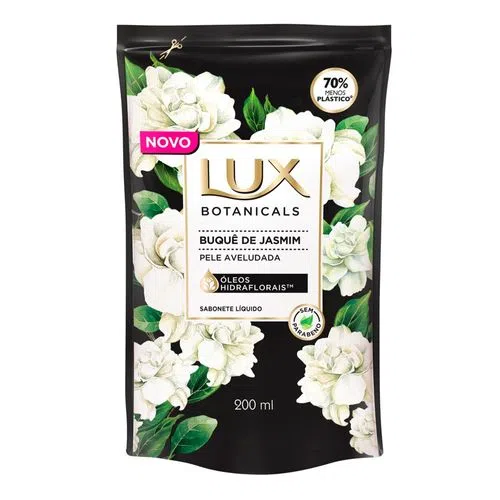 70%
MENOS
PLÁSTICO*
NOVO
LUX
BOTANICALS
BUQUÊ DE JASMIM
PELE AVELUDADA
ÓLEOS
HIDRAFLORAIS™
SABONETE LÍQUIDO
SEM
PARABENO
200 ml